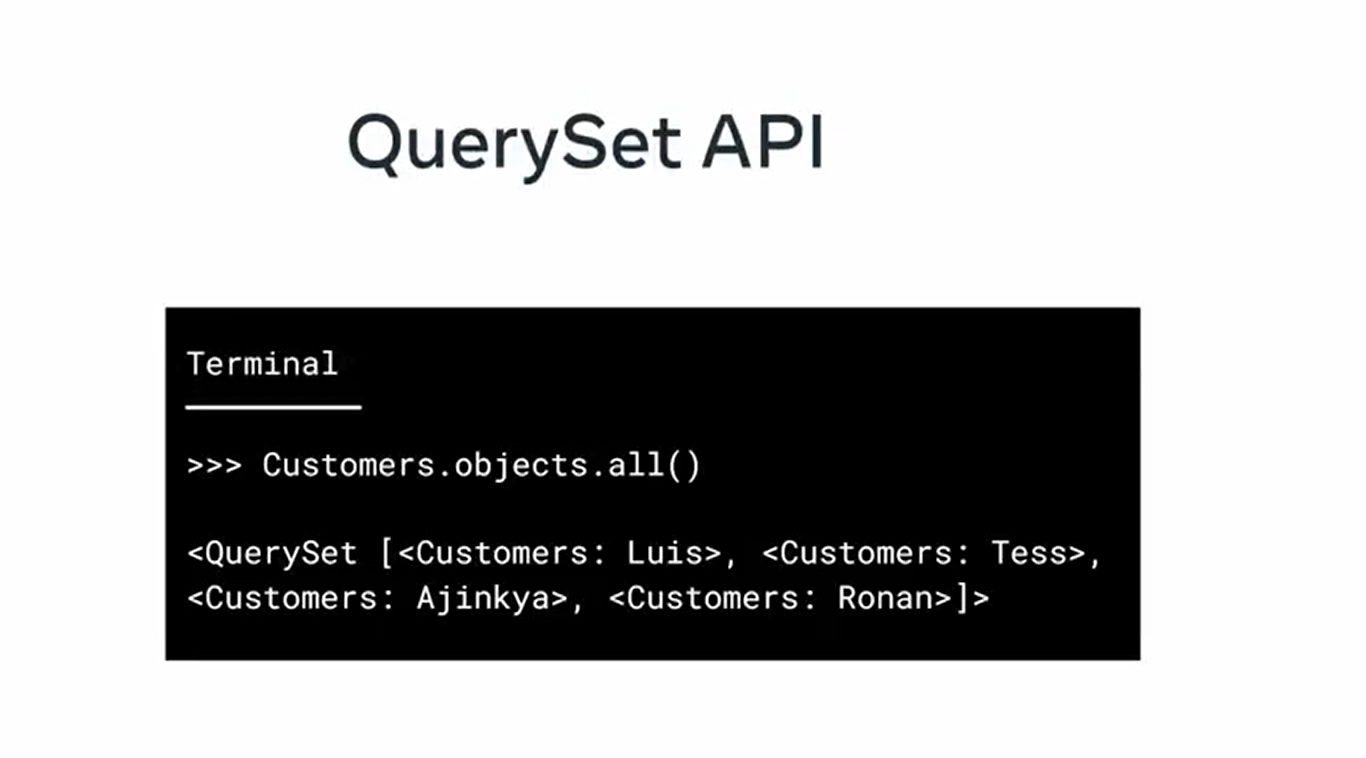 QuerySet API
Terminal
>>> Customers.objects.all()
<QuerySet [<Customers: Luis>, <Customers: Tess>,
<Customers: Ajinkya>, <Customers: Ronan>]>